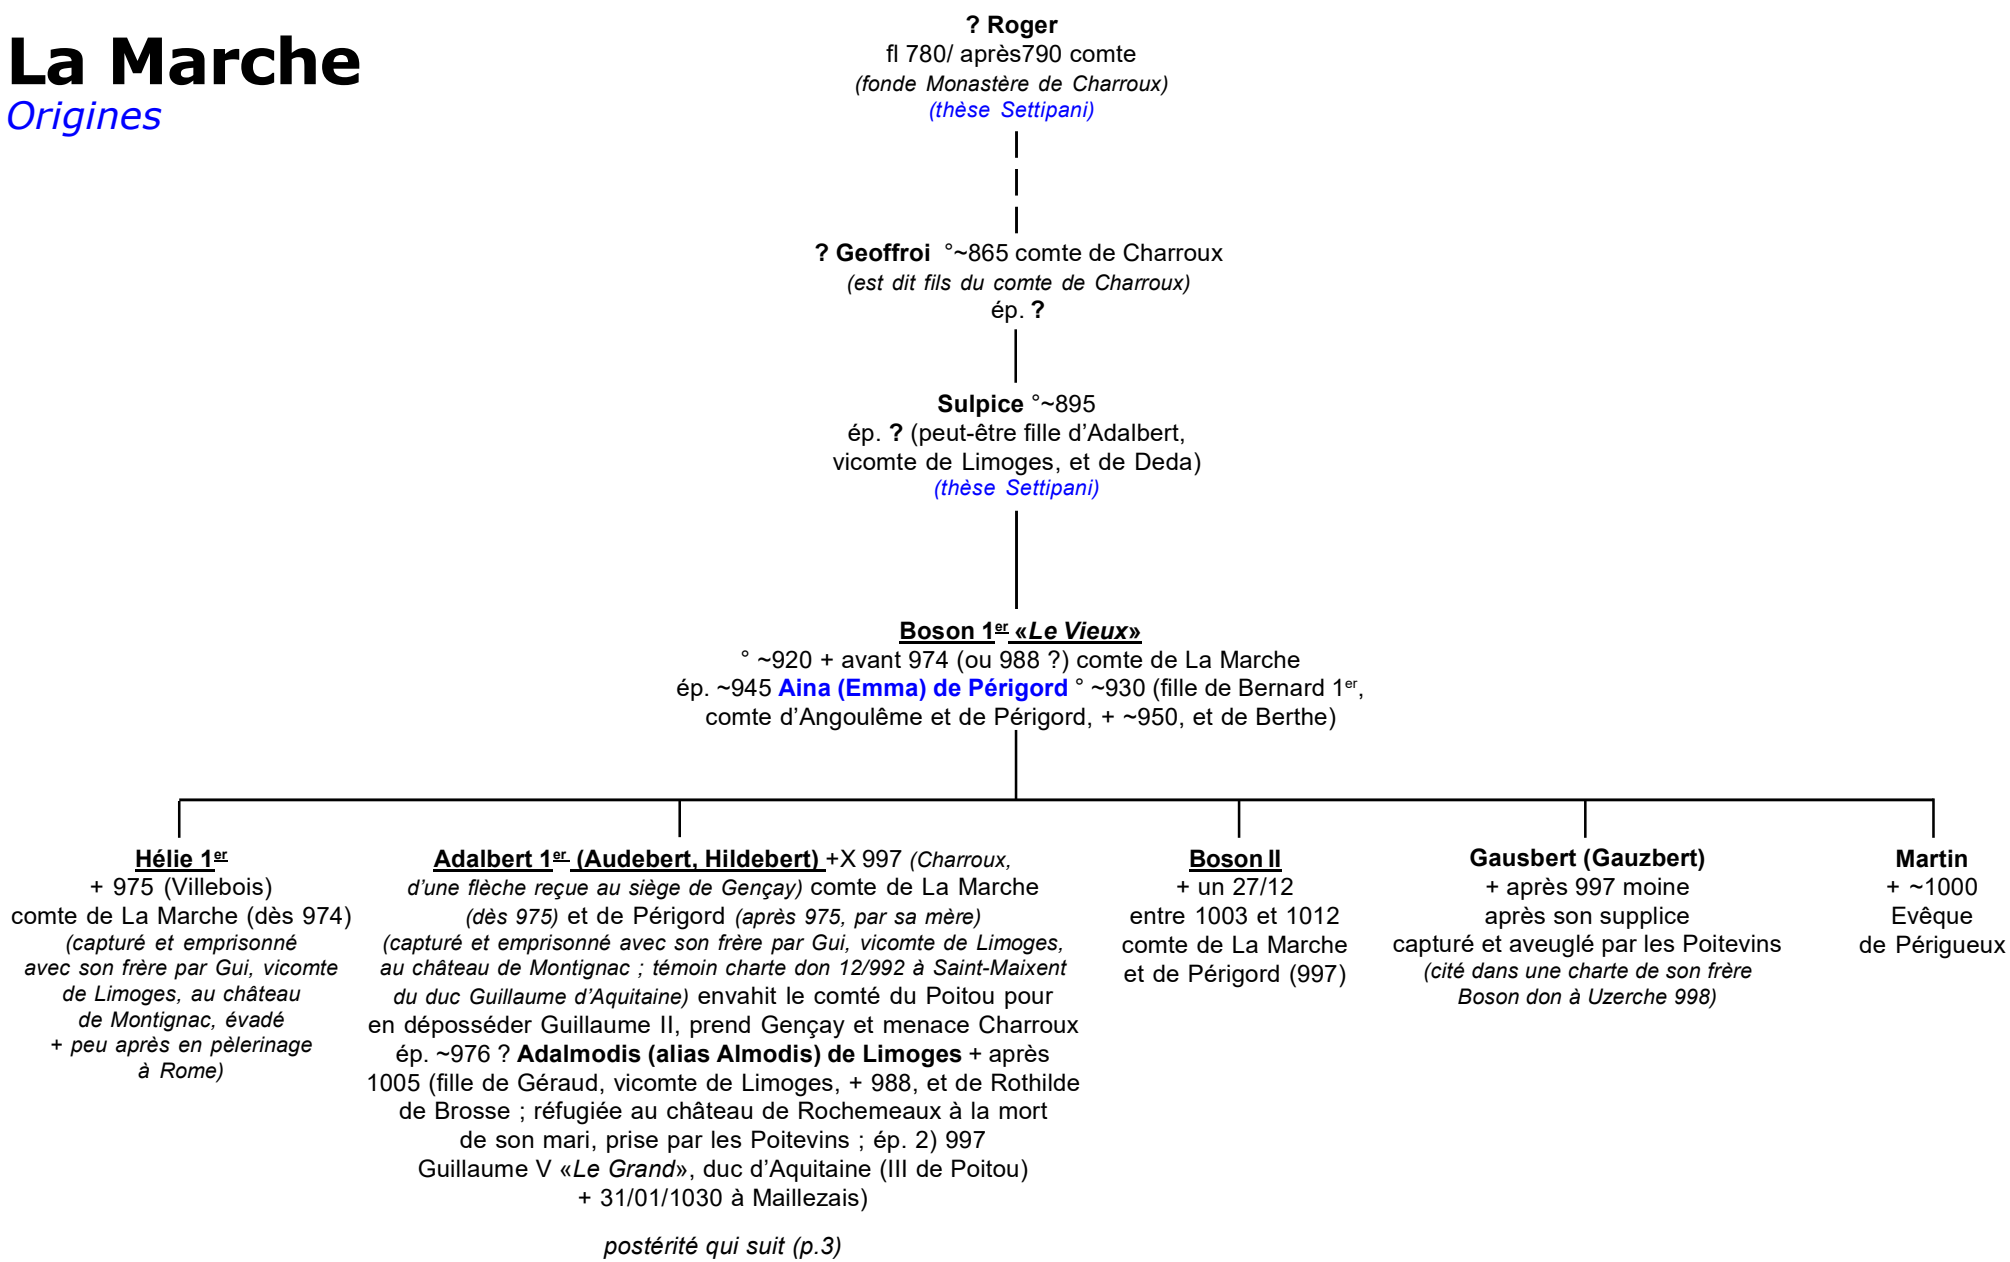 La Marche
Origines
? Roger
fl 780/ après790 comte
(fonde Monastère de Charroux)
(thèse Settipani)
? Geoffroi °~865 comte de Charroux
(est dit fils du comte de Charroux)
ép. ?
Sulpice °~895
ép. ? (peut-être fille d’Adalbert,
vicomte de Limoges, et de Deda)
(thèse Settipani)
Boson 1er «Le Vieux»
° ~920 + avant 974 (ou 988 ?) comte de La Marche
ép. ~945 Aina (Emma) de Périgord ° ~930 (fille de Bernard 1er,
comte d’Angoulême et de Périgord, + ~950, et de Berthe)
Hélie 1er
+ 975 (Villebois)
comte de La Marche (dès 974)
(capturé et emprisonné
avec son frère par Gui, vicomte
de Limoges, au château
de Montignac, évadé
+ peu après en pèlerinage
à Rome)
Adalbert 1er (Audebert, Hildebert) +X 997 (Charroux,
d’une flèche reçue au siège de Gençay) comte de La Marche
(dès 975) et de Périgord (après 975, par sa mère)
(capturé et emprisonné avec son frère par Gui, vicomte de Limoges,
au château de Montignac ; témoin charte don 12/992 à Saint-Maixent
du duc Guillaume d’Aquitaine) envahit le comté du Poitou pour
en déposséder Guillaume II, prend Gençay et menace Charroux
ép. ~976 ? Adalmodis (alias Almodis) de Limoges + après
1005 (fille de Géraud, vicomte de Limoges, + 988, et de Rothilde
de Brosse ; réfugiée au château de Rochemeaux à la mort
de son mari, prise par les Poitevins ; ép. 2) 997
Guillaume V «Le Grand», duc d’Aquitaine (III de Poitou)
+ 31/01/1030 à Maillezais)
postérité qui suit (p.3)
Boson II
+ un 27/12
entre 1003 et 1012
comte de La Marche
et de Périgord (997)
Gausbert (Gauzbert)
+ après 997 moine
après son supplice
capturé et aveuglé par les Poitevins
(cité dans une charte de son frère
Boson don à Uzerche 998)
Martin
+ ~1000
Evêque
de Périgueux